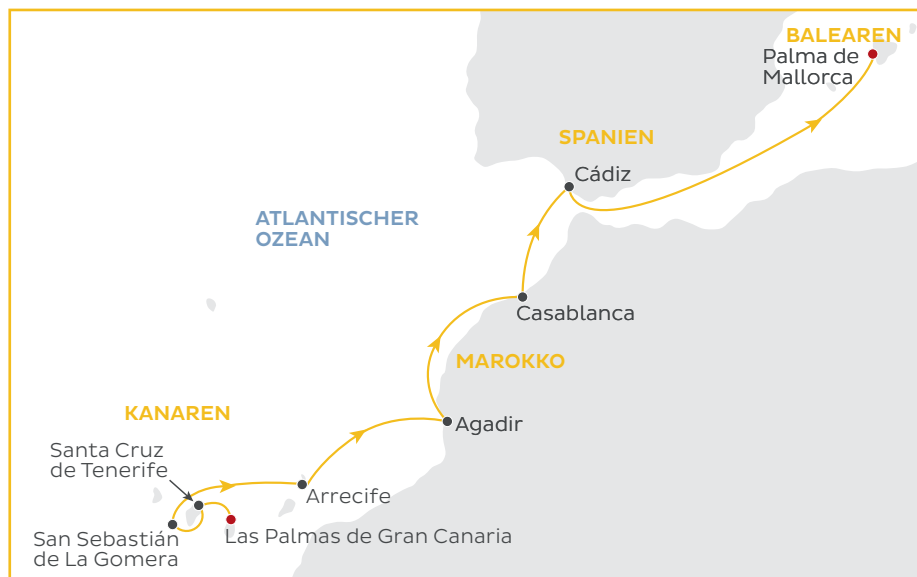 BALEAREN
Palma de
Mallorca
SPANIEN
Cádiz
ATLANTISCHER
OZEAN
Casablanca
MAROKKO
KANAREN
Agadir
Santa Cruz
de Tenerife
Arrecife
San Sebastián
de La Gomera
Las Palmas de Gran Canaria